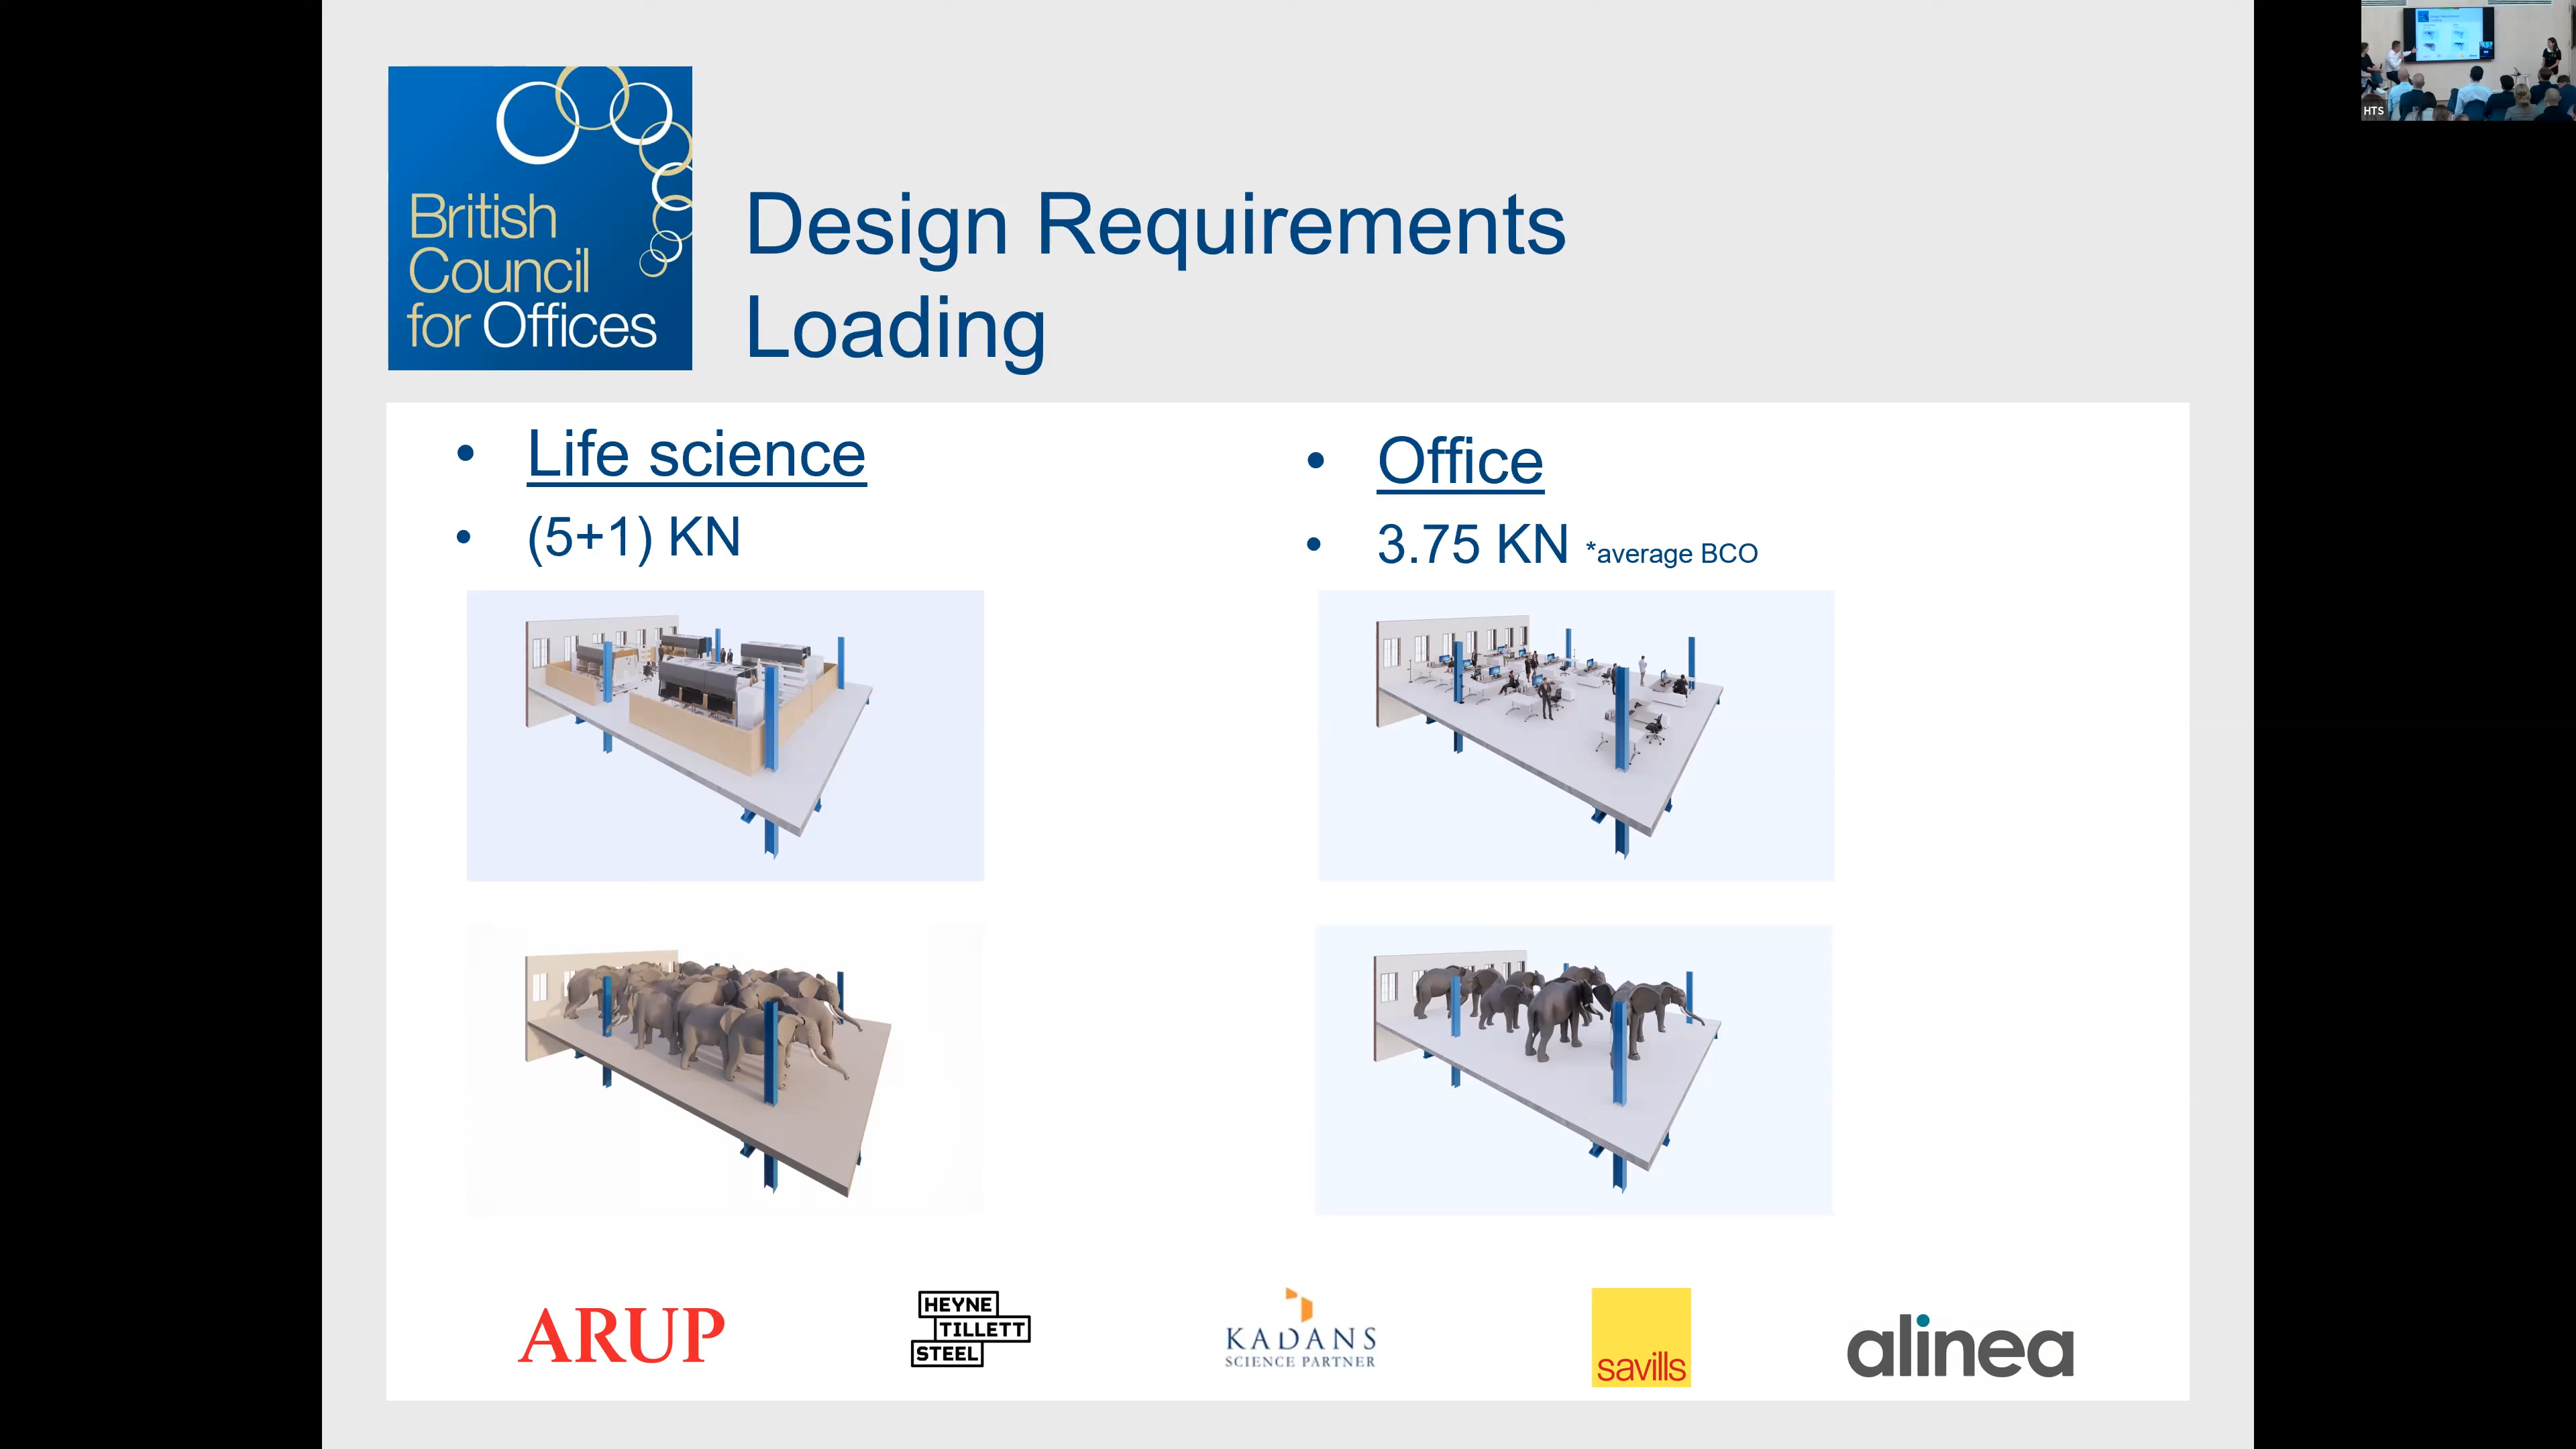 British
Council
for Offices
Design Requirements
Loading
• Life science
• (5+1) KN
• Office
• 3.75 KN *average BCO
ARUP
HEYNE
TILLETT
STEEL
KADANS
SCIENCE PARTNER
savills
alinea
HTS